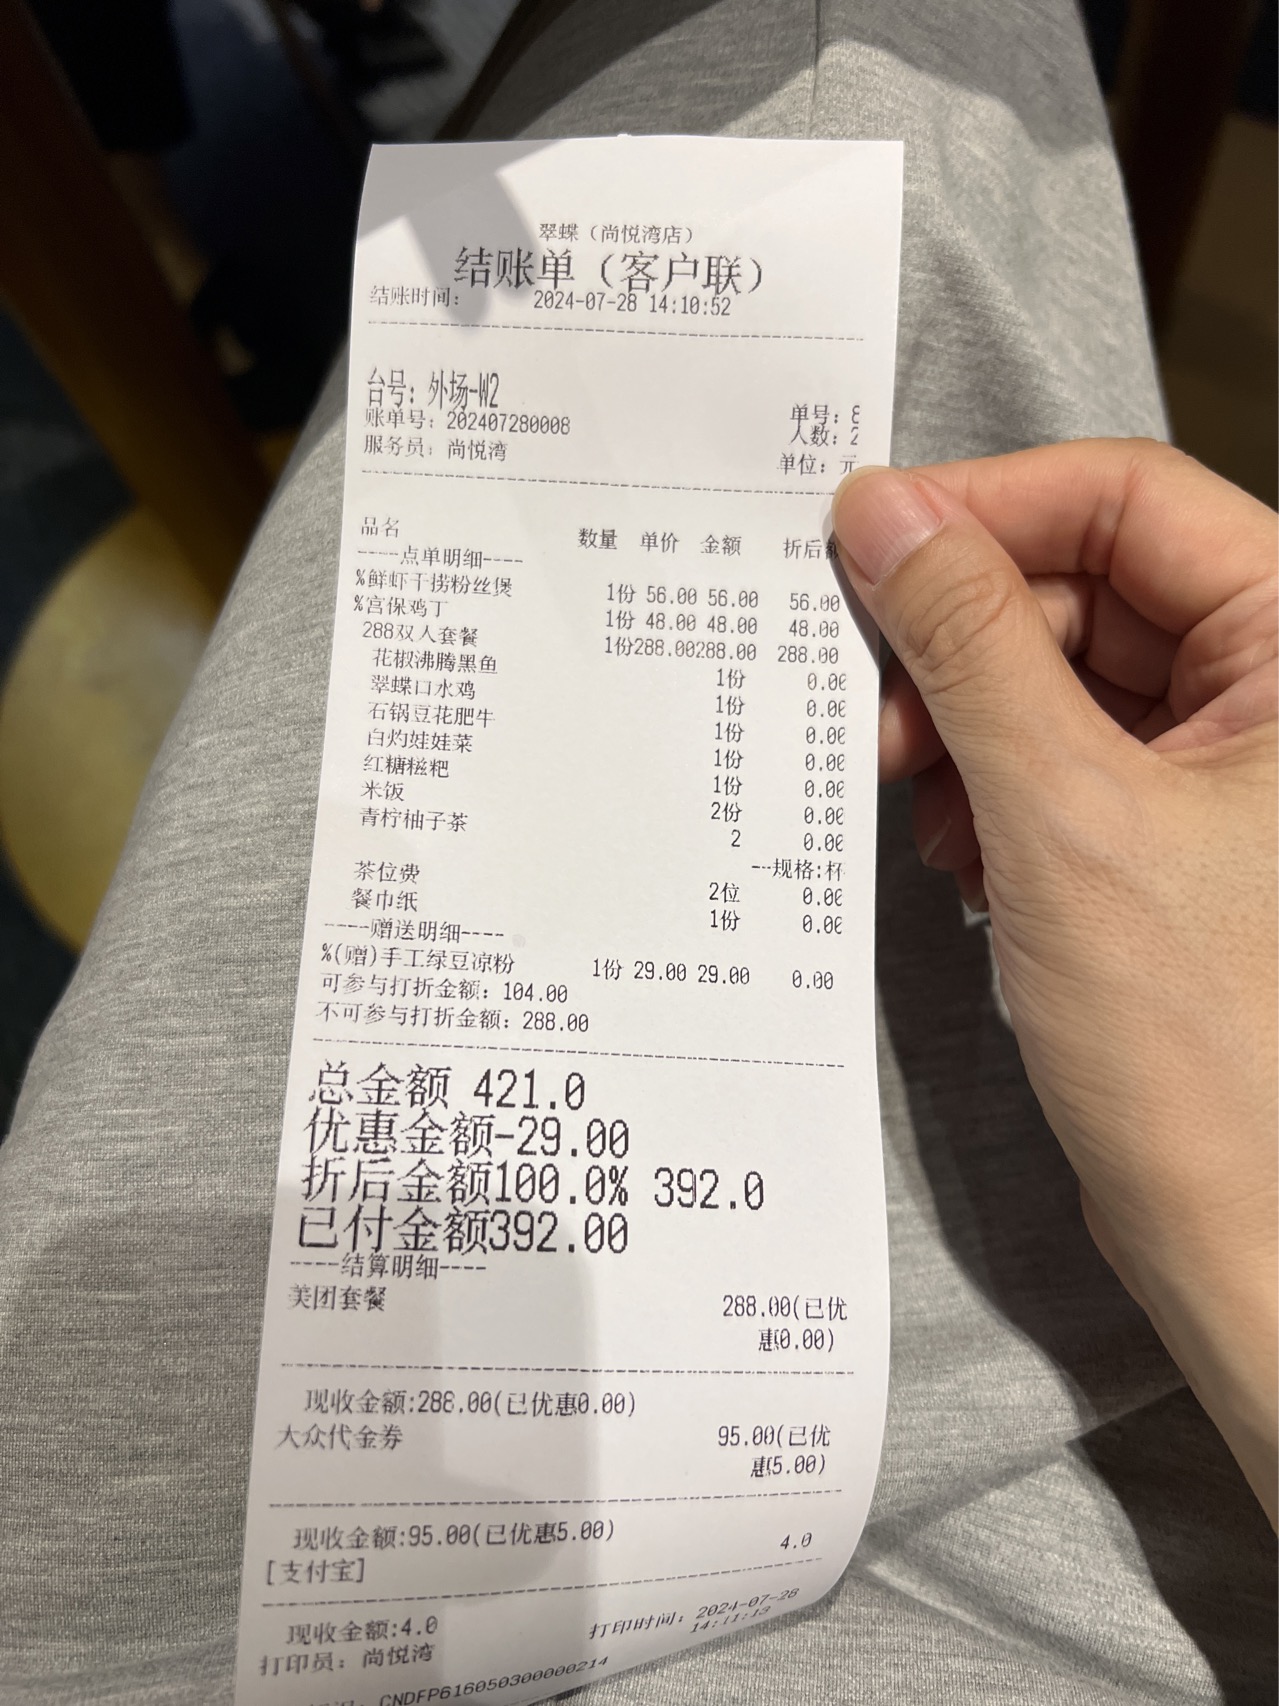 翠蝶（尚悦湾店）
结账单（客户联）
结账时间： 2024-07-28 14:10:52
台号：外场-W2
单号：8
账单号：202407280008 人数：2
服务员：尚悦湾 单位：元
品名 数量 单价 金额 折后额
----点单明细----
%鲜虾干捞粉丝煲 1份 56.00 56.00 56.00
%宫保鸡丁 1份 48.00 48.00 48.00
288双人套餐 1份288.00288.00 288.00
花椒沸腾黑鱼 1份 0.00
翠蝶口水鸡 1份 0.00
石锅豆花肥牛 1份 0.00
白灼娃娃菜 1份 0.00
红糖糍粑 1份 0.00
米饭 2份 0.00
青柠柚子茶 2 0.00
---规格:杯
茶位费 2位 0.00
餐巾纸 1份 0.00
----赠送明细----
%(赠)手工绿豆凉粉 1份 29.00 29.00 0.00
可参与打折金额：104.00
不可参与打折金额：288.00
总金额 421.0
优惠金额-29.00
折后金额100.0% 392.0
已付金额392.00
----结算明细----
美团套餐 288.00(已优
惠0.00)
现收金额:288.00(已优惠0.00)
大众代金券 95.00(已优
惠5.00)
现收金额:95.00(已优惠5.00)
[支付宝] 4.0
现收金额:4.0
打印员：尚悦湾 打印时间：2024-07-28
14:11:13
CNDFP616050300000214